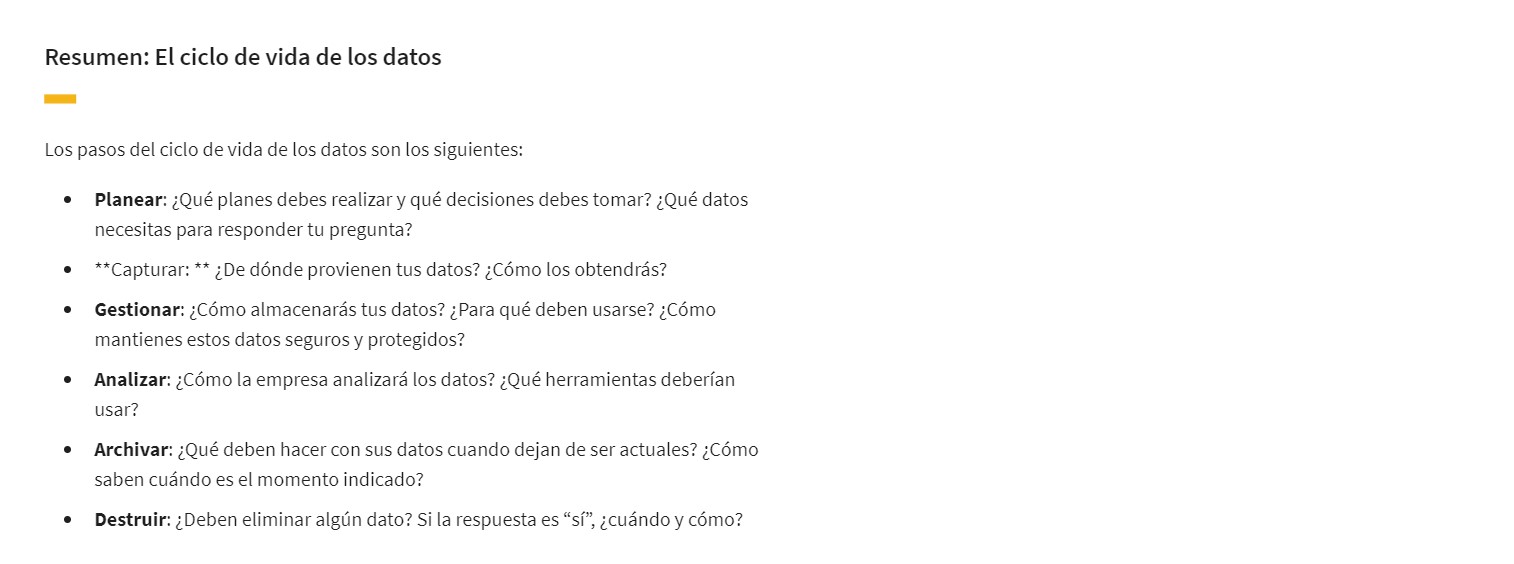 Resumen: El ciclo de vida de los datos
Los pasos del ciclo de vida de los datos son los siguientes:
Planear: ¿Qué planes debes realizar y qué decisiones debes tomar? ¿Qué datos
necesitas para responder tu pregunta?
**Capturar: ** ¿De dónde provienen tus datos? ¿Cómo los obtendrás?
Gestionar: ¿Cómo almacenarás tus datos? ¿Para qué deben usarse? ¿Cómo
mantienes estos datos seguros y protegidos?
Analizar: ¿Cómo la empresa analizará los datos? ¿Qué herramientas deberían
usar?
Archivar: ¿Qué deben hacer con sus datos cuando dejan de ser actuales? ¿Cómo
saben cuándo es el momento indicado?
Destruir: ¿Deben eliminar algún dato? Si la respuesta es “sí”, ¿cuándo y cómo?